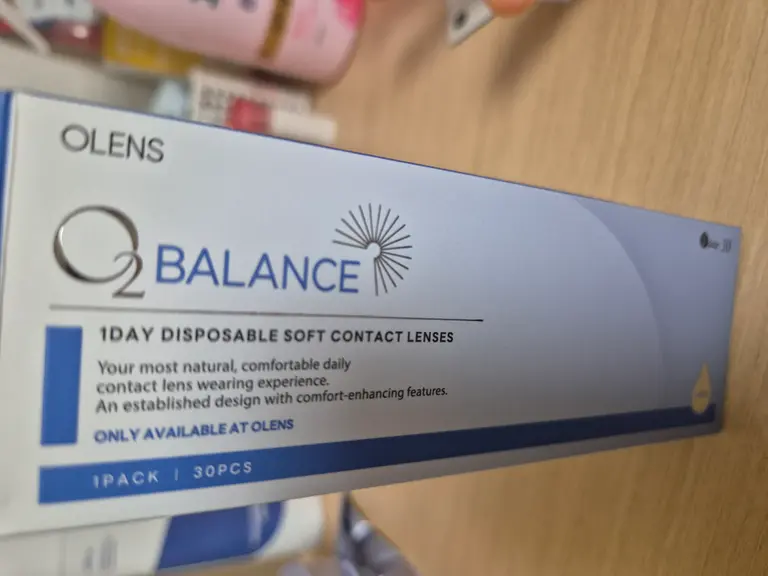 OLENS
O2 BALANCE
1DAY DISPOSABLE SOFT CONTACT LENSES
Your most natural, comfortable daily
contact lens wearing experience.
An established design with comfort-enhancing features.
ONLY AVAILABLE AT OLENS
1PACK | 30PCS